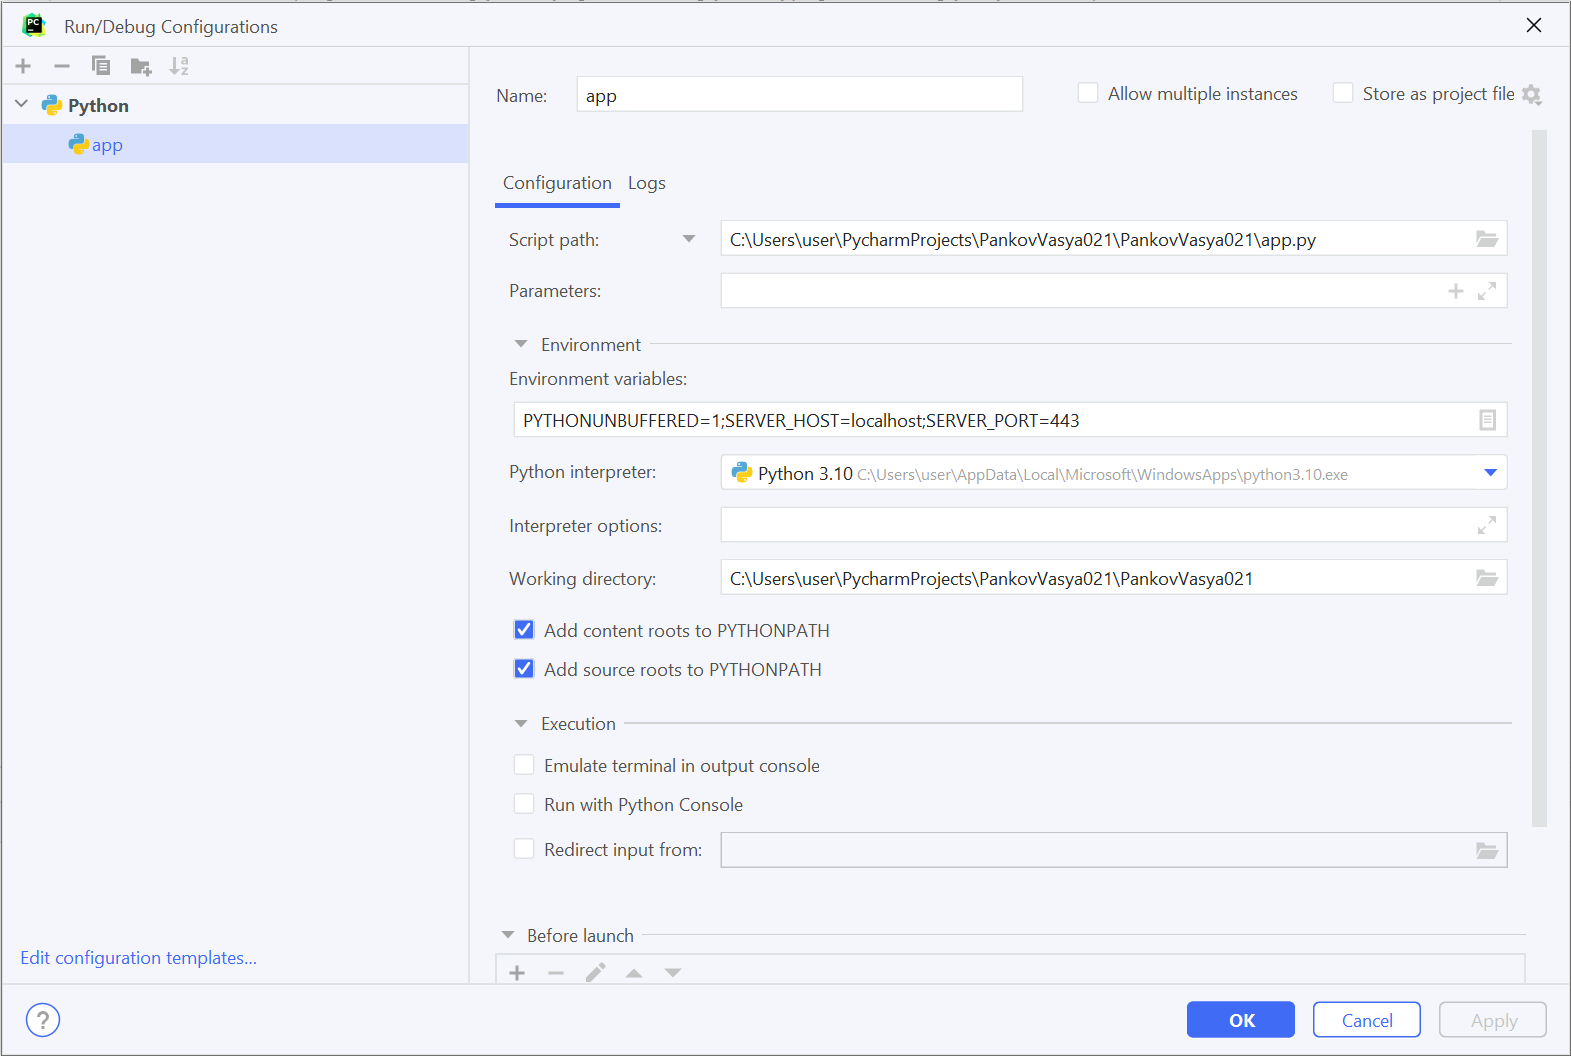 Run/Debug Configurations
Python
app
Edit configuration templates...
Name: app
Allow multiple instances
Store as project file
Configuration Logs
Script path: C:\Users\user\PycharmProjects\PankovVasya021\PankovVasya021\app.py
Parameters:
Environment
Environment variables:
PYTHONUNBUFFERED=1;SERVER_HOST=localhost;SERVER_PORT=443
Python interpreter: Python 3.10 C:\Users\user\AppData\Local\Microsoft\WindowsApps\python3.10.exe
Interpreter options:
Working directory: C:\Users\user\PycharmProjects\PankovVasya021\PankovVasya021
Add content roots to PYTHONPATH
Add source roots to PYTHONPATH
Execution
Emulate terminal in output console
Run with Python Console
Redirect input from:
Before launch
? OK Cancel Apply